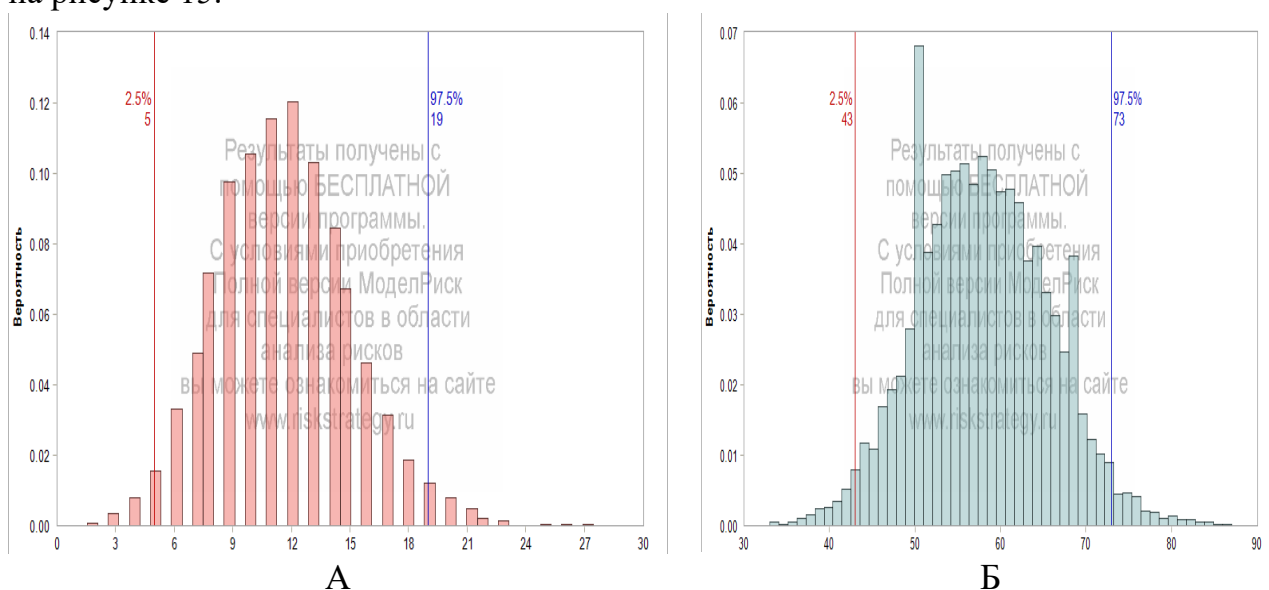 на рисунке 13.
0.14
0.12
0.10
0.08
0.06
0.04
0.02
0.00
Вероятность
2.5%
5
97.5%
19
Результаты получены с
помощью БЕСПЛАТНОЙ
версии программы.
С условиями приобретения
Полной версии МоделРиск
для специалистов в области
анализа рисков
вы можете ознакомиться на сайте
www.riskstrategy.ru
0 3 6 9 12 15 18 21 24 27 30
А
0.07
0.06
0.05
0.04
0.03
0.02
0.01
0.00
Вероятность
2.5%
43
97.5%
73
Результаты получены с
помощью БЕСПЛАТНОЙ
версии программы.
С условиями приобретения
Полной версии МоделРиск
для специалистов в области
анализа рисков
вы можете ознакомиться на сайте
www.riskstrategy.ru
30 40 50 60 70 80 90
Б